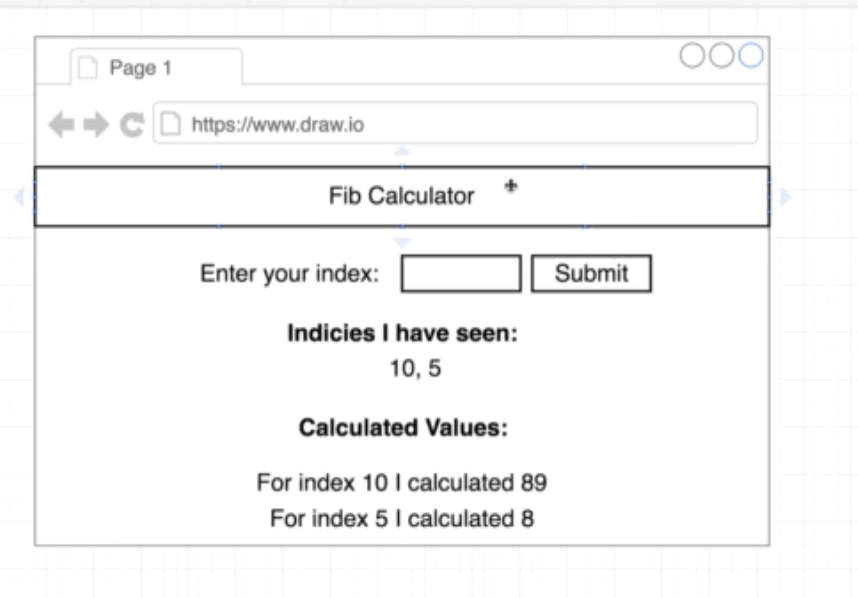 Page 1
https://www.draw.io
Fib Calculator
Enter your index: Submit
Indicies I have seen:
10, 5
Calculated Values:
For index 10 I calculated 89
For index 5 I calculated 8